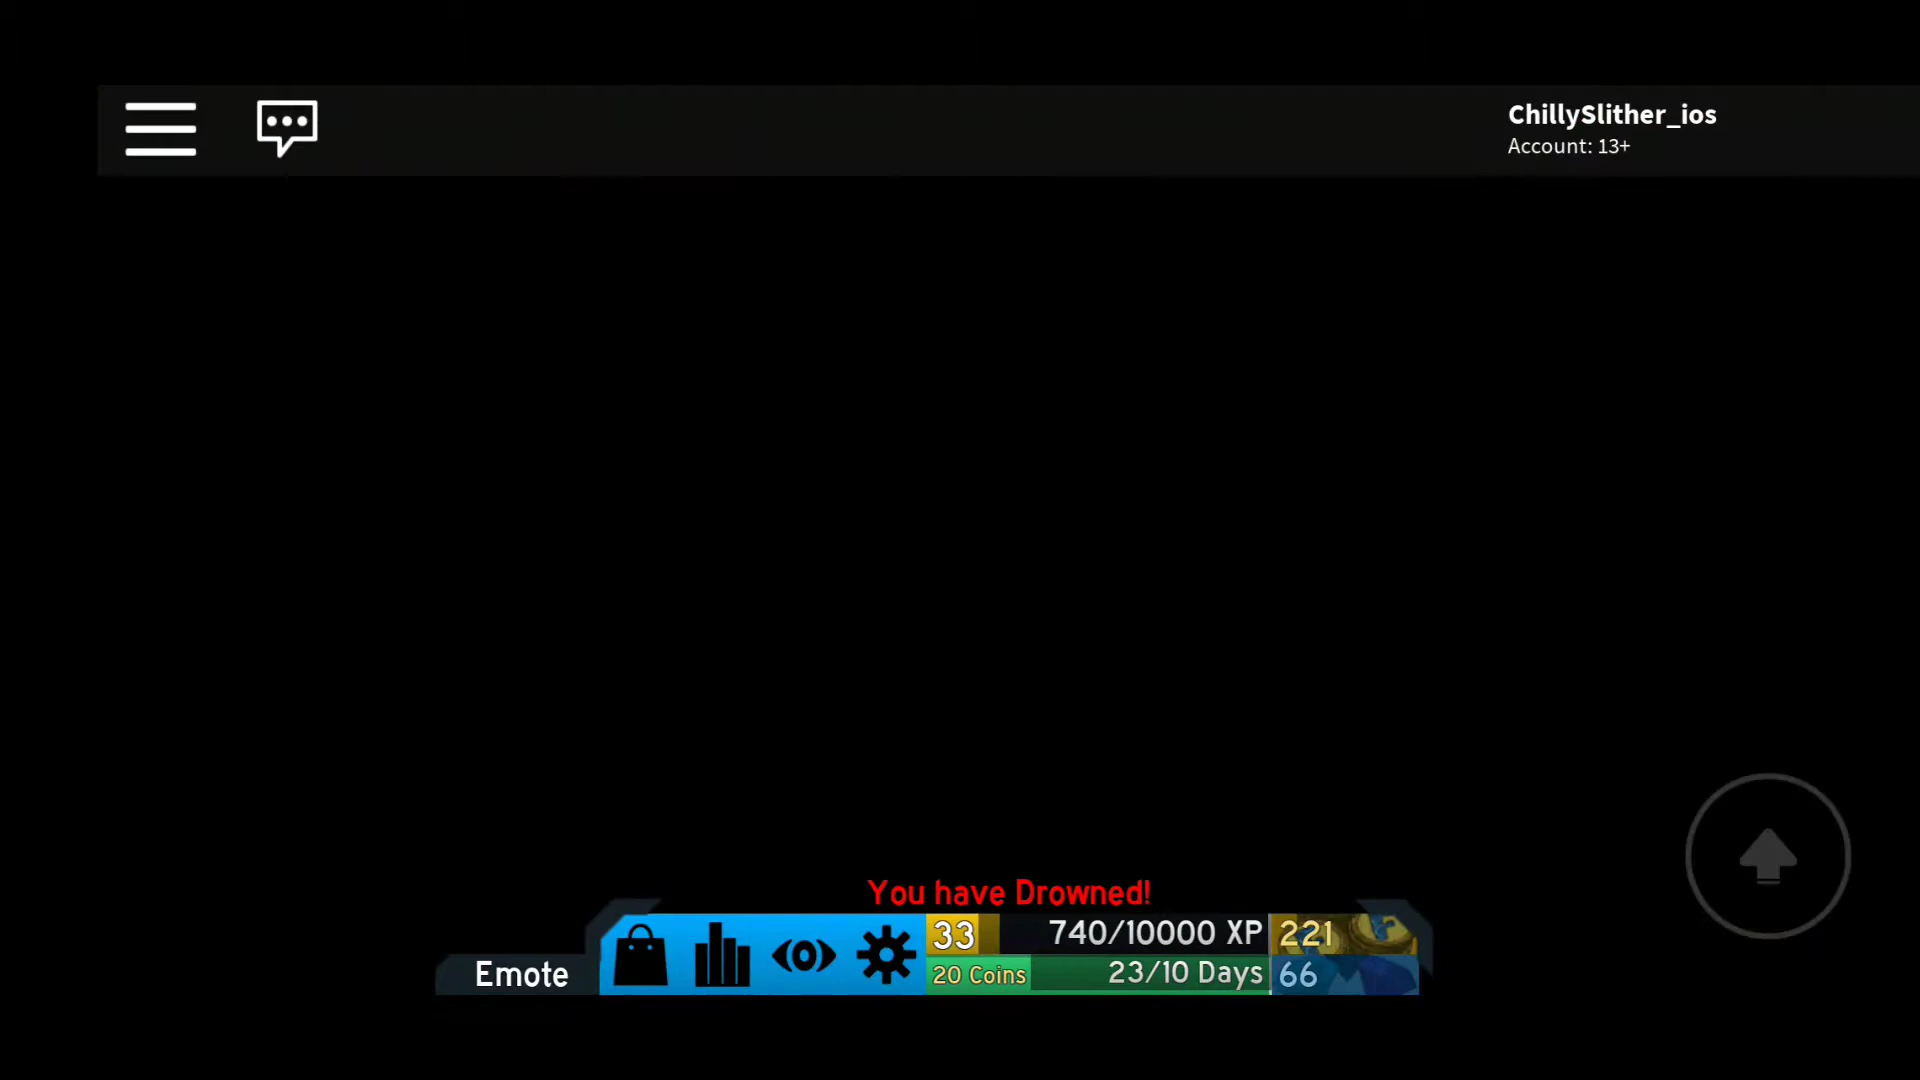 ChillySlither_ios
Account: 13+
You have Drowned!
33
740/10000 XP
221
Emote
20 Coins
23/10 Days
66